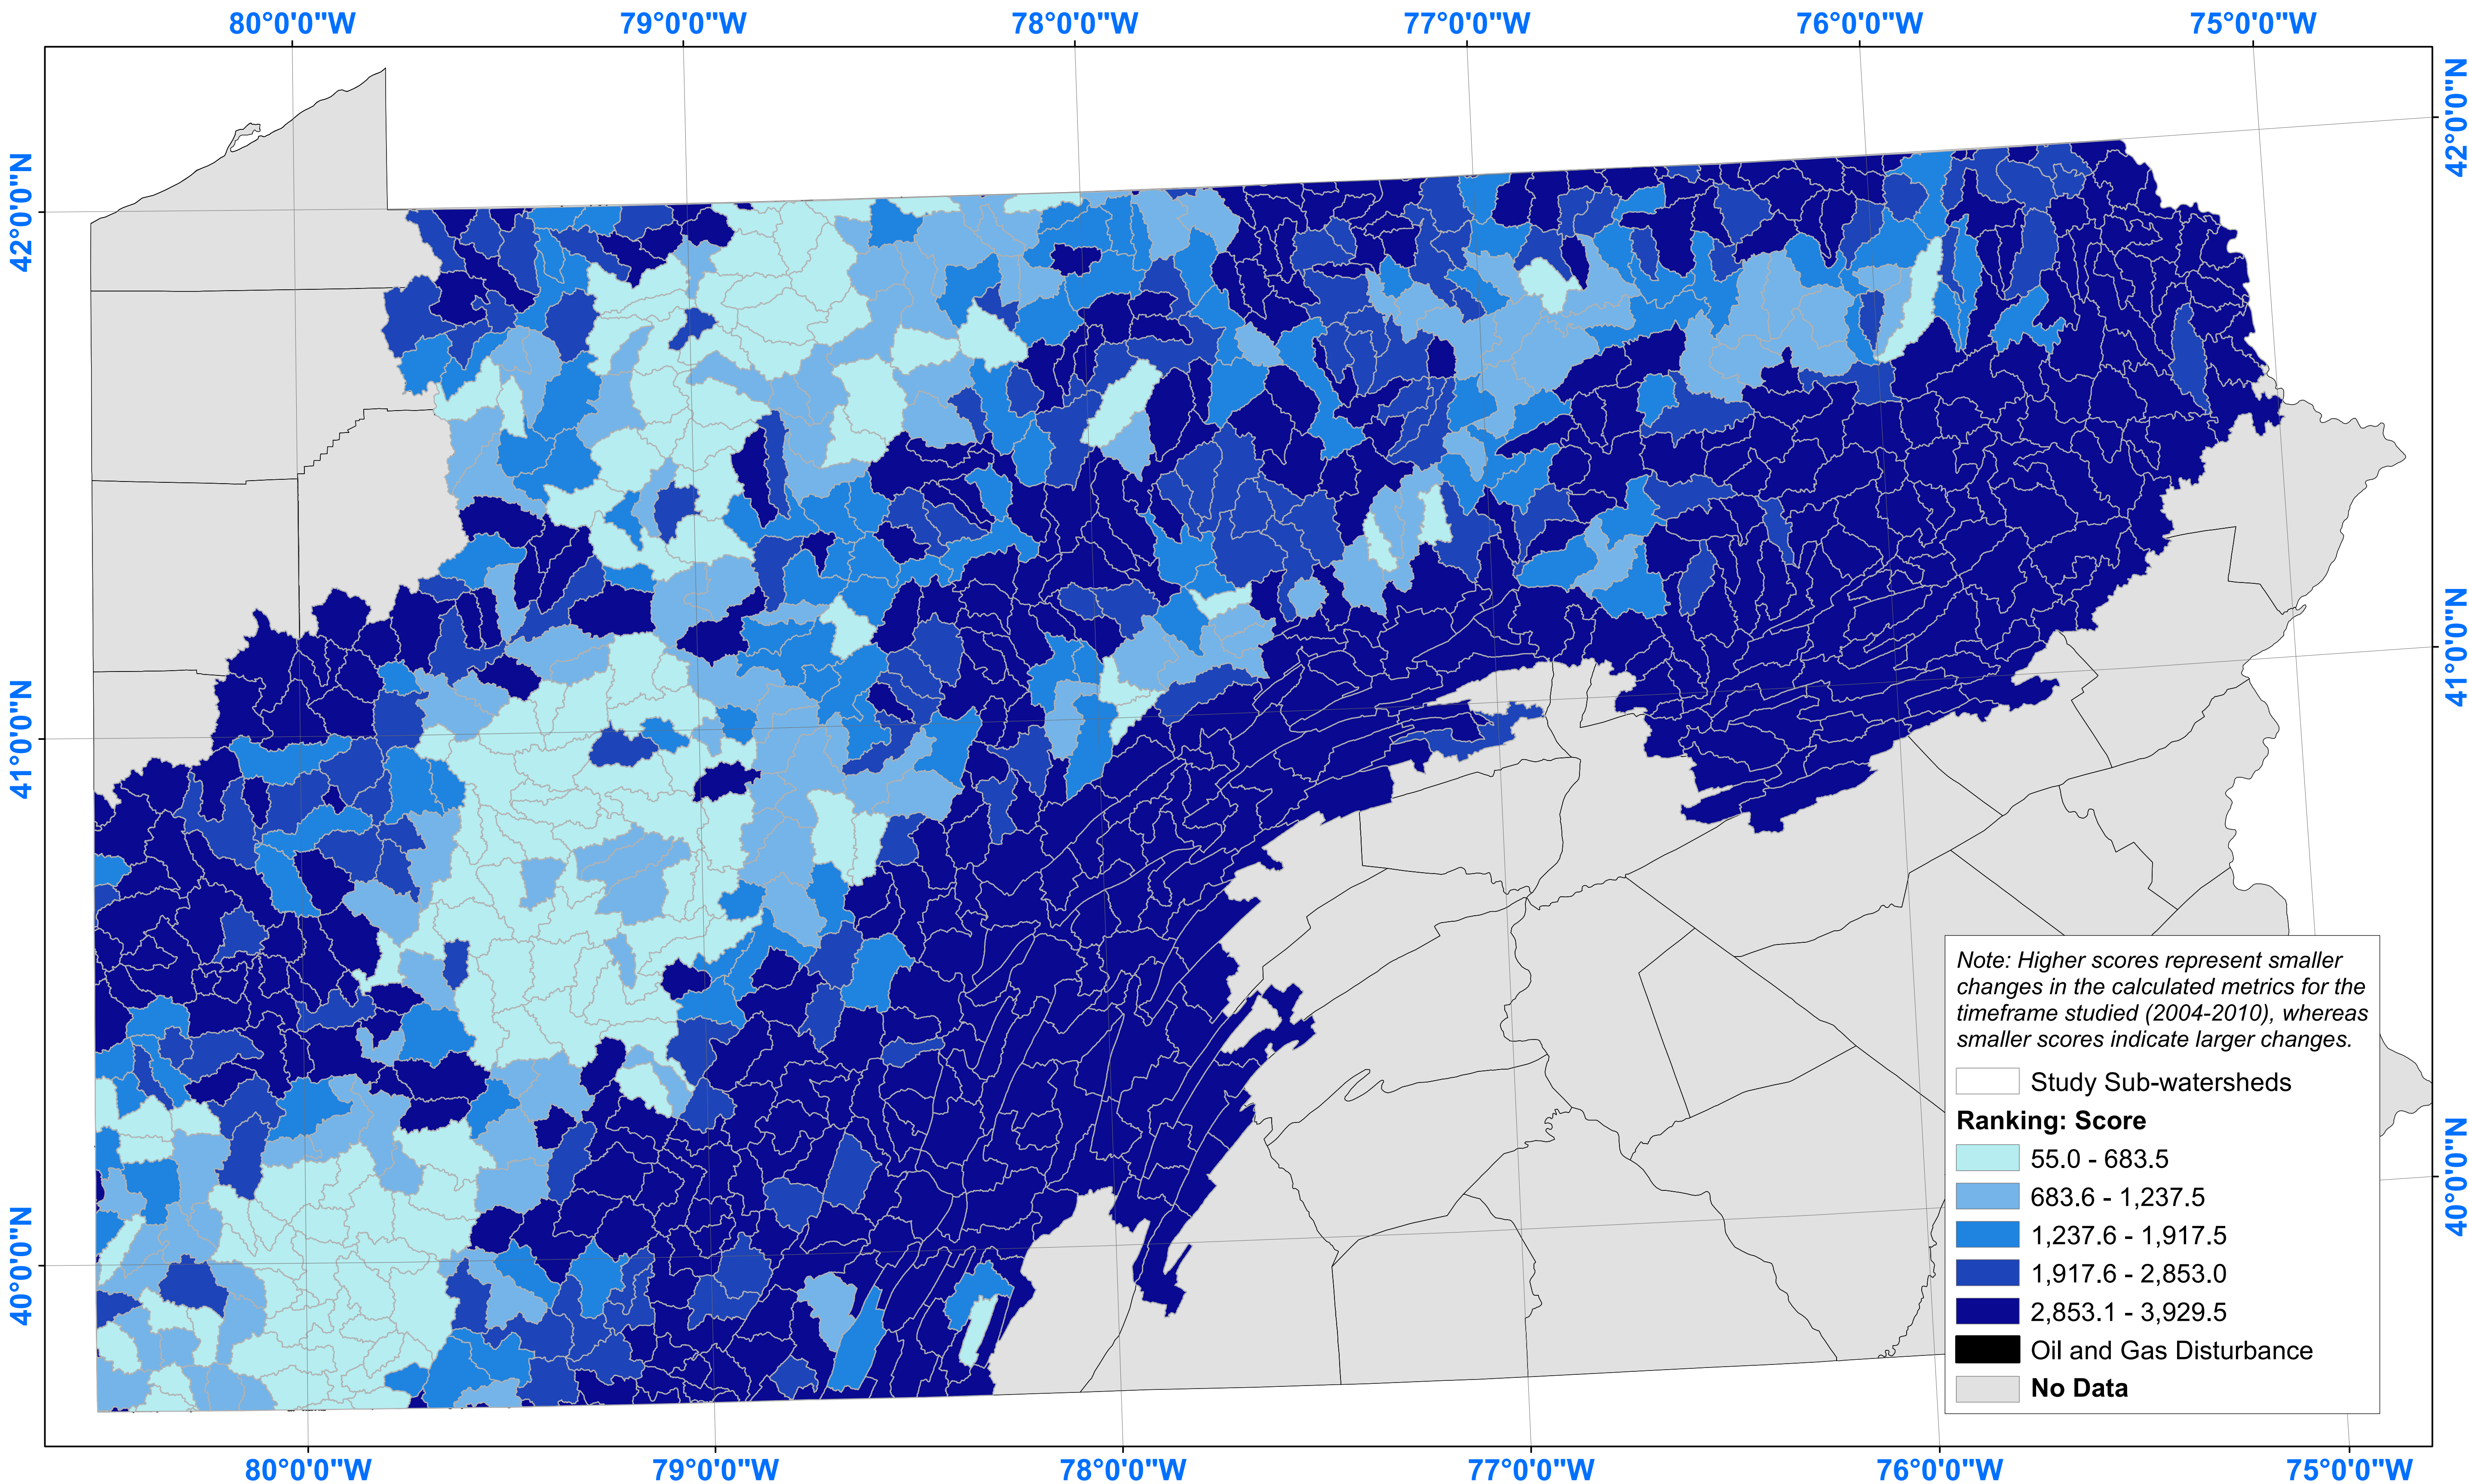 80°0'0"W 79°0'0"W 78°0'0"W 77°0'0"W 76°0'0"W 75°0'0"W
42°0'0"N
41°0'0"N
40°0'0"N
42°0'0"N
41°0'0"N
40°0'0"N
Note: Higher scores represent smaller
changes in the calculated metrics for the
timeframe studied (2004-2010), whereas
smaller scores indicate larger changes.
Study Sub-watersheds
Ranking: Score
55.0 - 683.5
683.6 - 1,237.5
1,237.6 - 1,917.5
1,917.6 - 2,853.0
2,853.1 - 3,929.5
Oil and Gas Disturbance
No Data
80°0'0"W 79°0'0"W 78°0'0"W 77°0'0"W 76°0'0"W 75°0'0"W